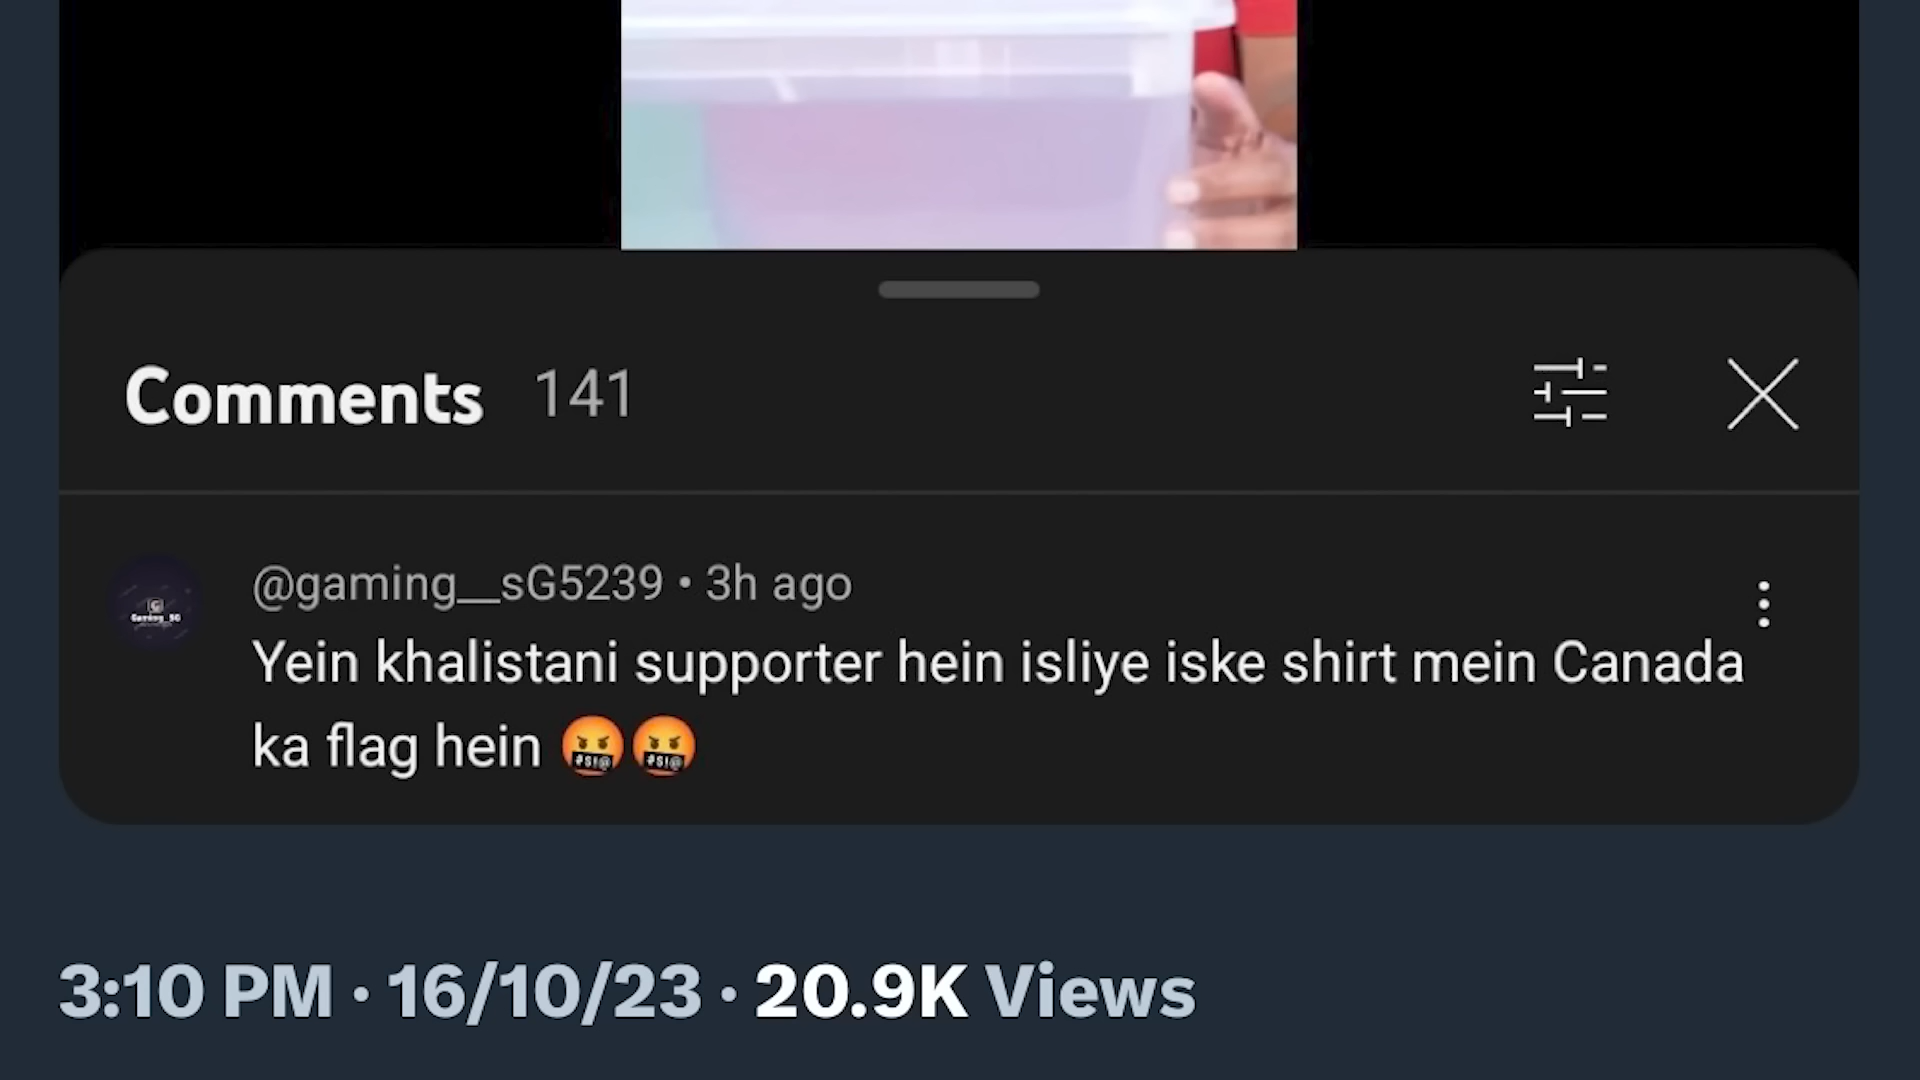 Comments 141
@gaming__sG5239 • 3h ago
Yein khalistani supporter hein isliye iske shirt mein Canada
ka flag hein 🤬🤬
3:10 PM · 16/10/23 · 20.9K Views